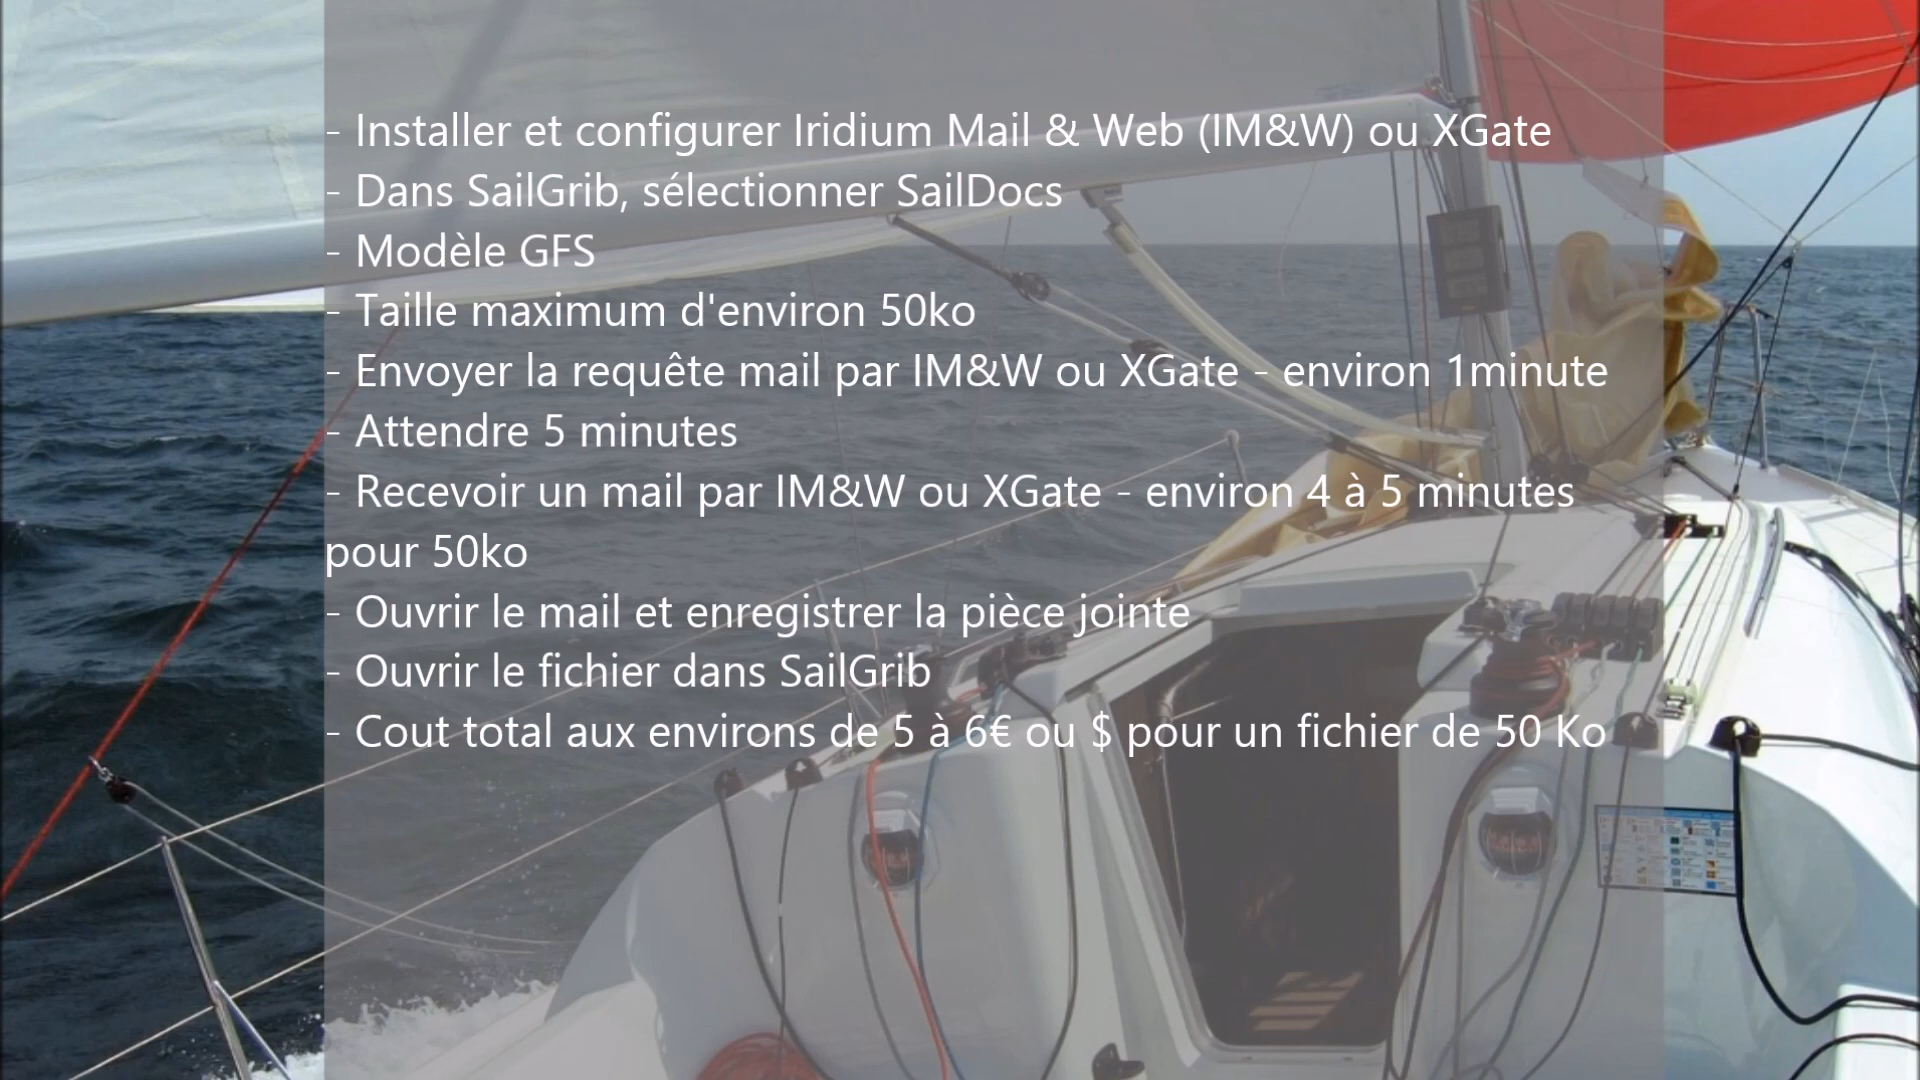 - Installer et configurer Iridium Mail & Web (IM&W) ou XGate
- Dans SailGrib, sélectionner SailDocs
- Modèle GFS
- Taille maximum d'environ 50ko
- Envoyer la requête mail par IM&W ou XGate - environ 1minute
- Attendre 5 minutes
- Recevoir un mail par IM&W ou XGate - environ 4 à 5 minutes
pour 50ko
- Ouvrir le mail et enregistrer la pièce jointe
- Ouvrir le fichier dans SailGrib
- Cout total aux environs de 5 à 6€ ou $ pour un fichier de 50 Ko